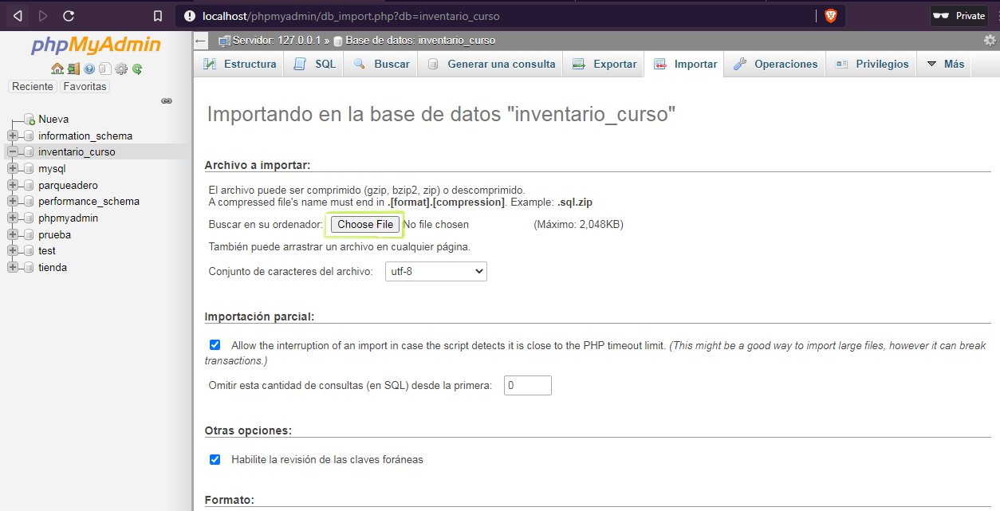 localhost/phpmyadmin/db_import.php?db=inventario_curso
Private
phpMyAdmin
Reciente Favoritas
Nueva
information_schema
inventario_curso
mysql
parqueadero
performance_schema
phpmyadmin
prueba
test
tienda
Servidor: 127.0.0.1 » Base de datos: inventario_curso
Estructura SQL Buscar Generar una consulta Exportar Importar Operaciones Privilegios Más
Importando en la base de datos "inventario_curso"
Archivo a importar:
El archivo puede ser comprimido (gzip, bzip2, zip) o descomprimido.
A compressed file's name must end in .[format].[compression]. Example: .sql.zip
Buscar en su ordenador: Choose File No file chosen (Máximo: 2,048KB)
También puede arrastrar un archivo en cualquier página.
Conjunto de caracteres del archivo: utf-8
Importación parcial:
Allow the interruption of an import in case the script detects it is close to the PHP timeout limit. (This might be a good way to import large files, however it can break
transactions.)
Omitir esta cantidad de consultas (en SQL) desde la primera: 0
Otras opciones:
Habilite la revisión de las claves foráneas
Formato: